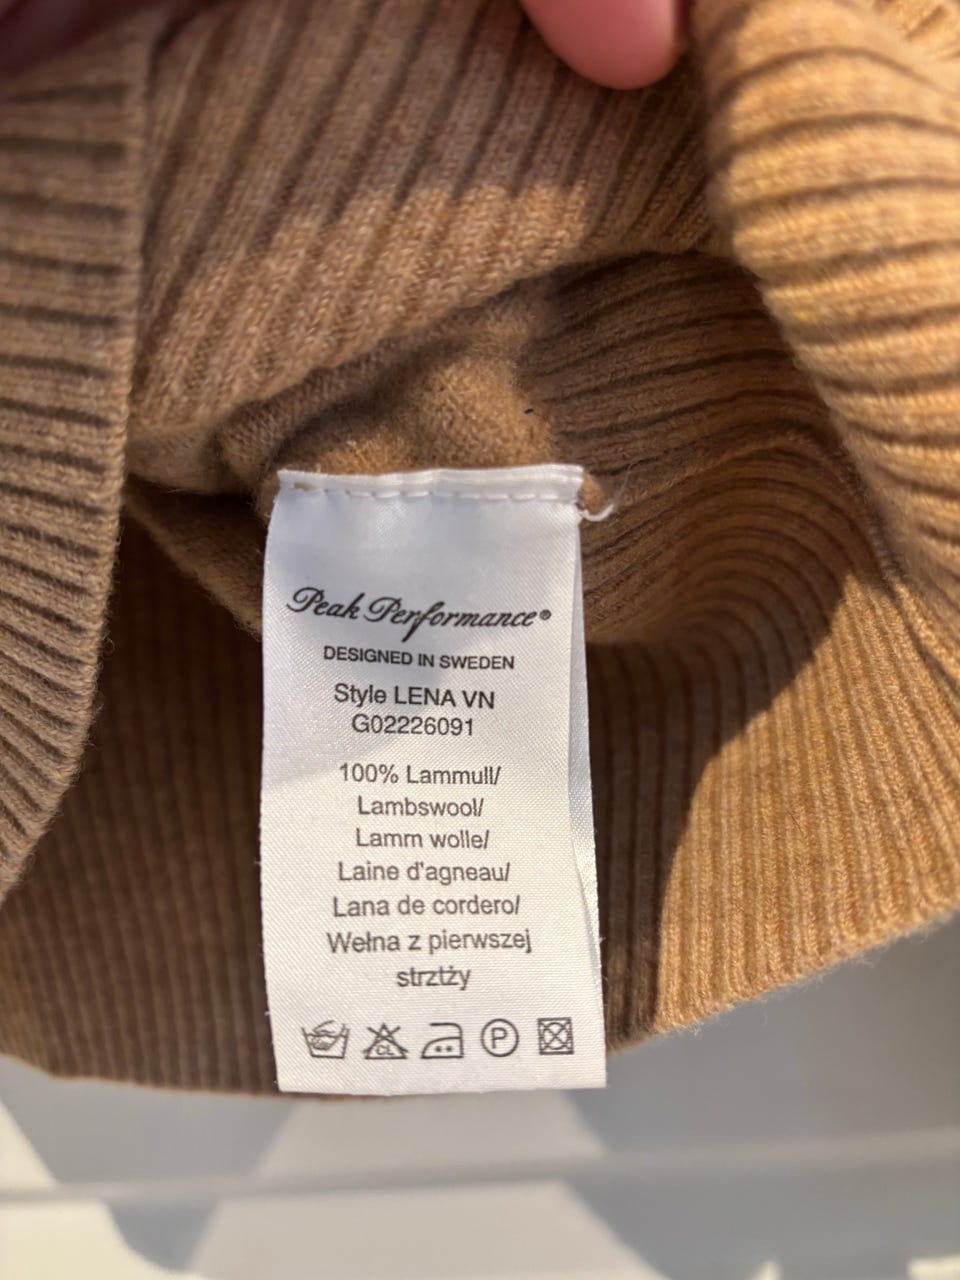 Peak Performance®
DESIGNED IN SWEDEN
Style LENA VN
G02226091
100% Lammull/
Lambswool/
Lamm wolle/
Laine d'agneau/
Lana de cordero/
Wełna z pierwszej
strztży
CL P